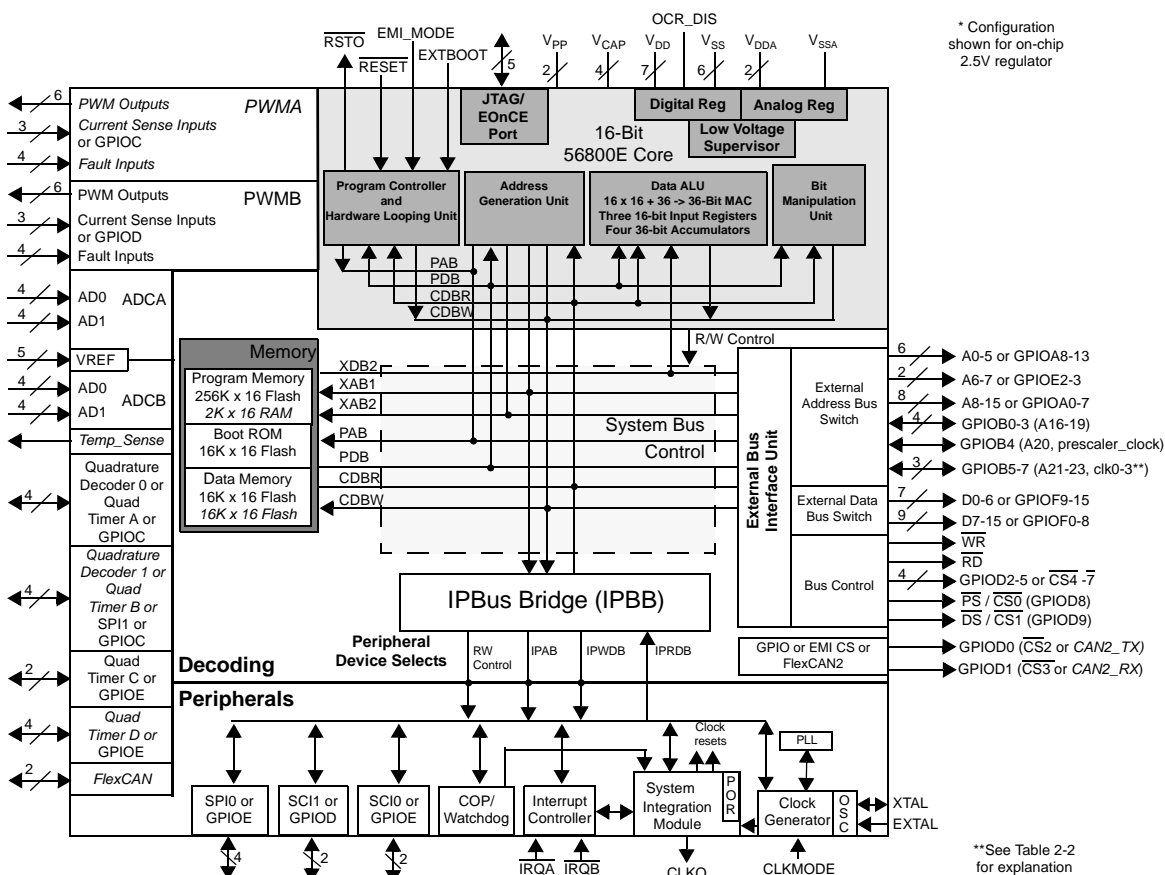 OCR_DIS
RSTO
EMI_MODE
RESET
EXTBOOT
5
VPP
2
VCAP
4
VDD
7
VSS
6
VDDA
2
VSSA
* Configuration
shown for on-chip
2.5V regulator
6
PWM Outputs
PWMA
3
Current Sense Inputs
or GPIOC
4
Fault Inputs
6
PWM Outputs
PWMB
3
Current Sense Inputs
or GPIOD
4
Fault Inputs
4
AD0
ADCA
4
AD1
5
VREF
4
AD0
ADCB
4
AD1
Temp_Sense
4
Quadrature
Decoder 0 or
Quad
Timer A or
GPIOC
4
Quadrature
Decoder 1 or
Quad
Timer B or
SPI1 or
GPIOC
2
Quad
Timer C or
GPIOE
4
Quad
Timer D or
GPIOE
2
FlexCAN
JTAG/
EOnCE
Port
16-Bit
56800E Core
Digital Reg
Analog Reg
Low Voltage
Supervisor
Program Controller
and
Hardware Looping Unit
Address
Generation Unit
Data ALU
16 x 16 + 36 -> 36-Bit MAC
Three 16-bit Input Registers
Four 36-bit Accumulators
Bit
Manipulation
Unit
PAB
PDB
CDBR
CDBW
R/W Control
Memory
Program Memory
256K x 16 Flash
2K x 16 RAM
Boot ROM
16K x 16 Flash
Data Memory
16K x 16 Flash
16K x 16 Flash
XDB2
XAB1
XAB2
PAB
PDB
CDBR
CDBW
System Bus
Control
External Bus
Interface Unit
External
Address Bus
Switch
External Data
Bus Switch
Bus Control
6
A0-5 or GPIOA8-13
2
A6-7 or GPIOE2-3
8
A8-15 or GPIOA0-7
4
GPIOB0-3 (A16-19)
GPIOB4 (A20, prescaler_clock)
3
GPIOB5-7 (A21-23, clk0-3**)
7
D0-6 or GPIOF9-15
9
D7-15 or GPIOF0-8
WR
RD
4
GPIOD2-5 or CS4 -7
PS / CS0 (GPIOD8)
DS / CS1 (GPIOD9)
GPIO or EMI CS or
FlexCAN2
GPIOD0 (CS2 or CAN2_TX)
GPIOD1 (CS3 or CAN2_RX)
IPBus Bridge (IPBB)
Peripheral
Device Selects
RW
Control
IPAB
IPWDB
IPRDB
Decoding
Peripherals
Clock
resets
PLL
SPI0 or
GPIOE
SCI1 or
GPIOD
SCI0 or
GPIOE
COP/
Watchdog
Interrupt
Controller
System
Integration
Module
POR
Clock
Generator
OSC
XTAL
EXTAL
4
2
2
IRQA
IRQB
CLKO
CLKMODE
**See Table 2-2
for explanation